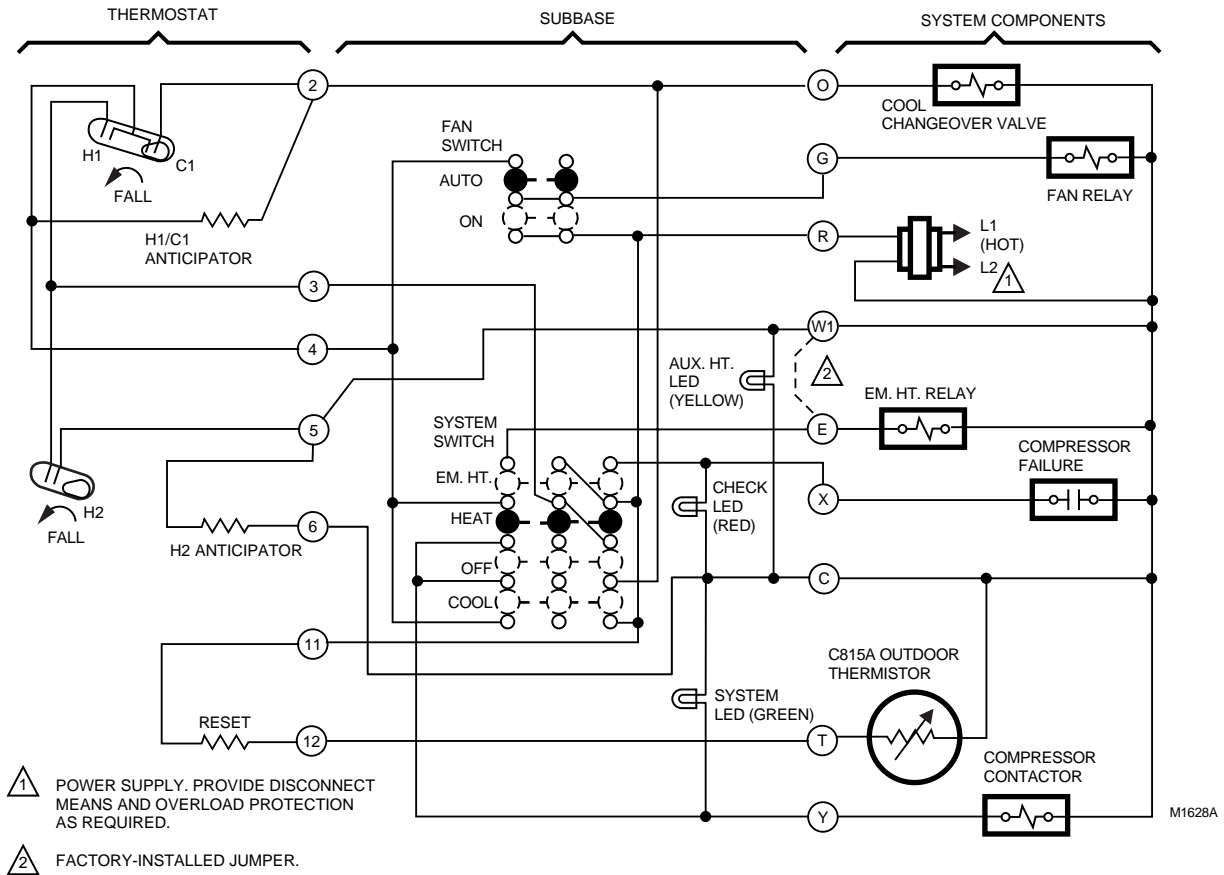 THERMOSTAT
SUBBASE
SYSTEM COMPONENTS
2
O
COOL
CHANGEOVER VALVE
FAN
SWITCH
H1
C1
FALL
AUTO
G
FAN RELAY
ON
H1/C1
ANTICIPATOR
R
L1
(HOT)
L2
1
3
W1
4
AUX. HT.
LED
(YELLOW)
2
EM. HT. RELAY
5
SYSTEM
SWITCH
E
COMPRESSOR
FAILURE
EM. HT.
CHECK
LED
(RED)
X
H2
FALL
HEAT
6
H2 ANTICIPATOR
OFF
C
COOL
11
C815A OUTDOOR
THERMISTOR
SYSTEM
LED (GREEN)
RESET
12
T
COMPRESSOR
CONTACTOR
1
POWER SUPPLY. PROVIDE DISCONNECT
MEANS AND OVERLOAD PROTECTION
AS REQUIRED.
Y
M1628A
2
FACTORY-INSTALLED JUMPER.